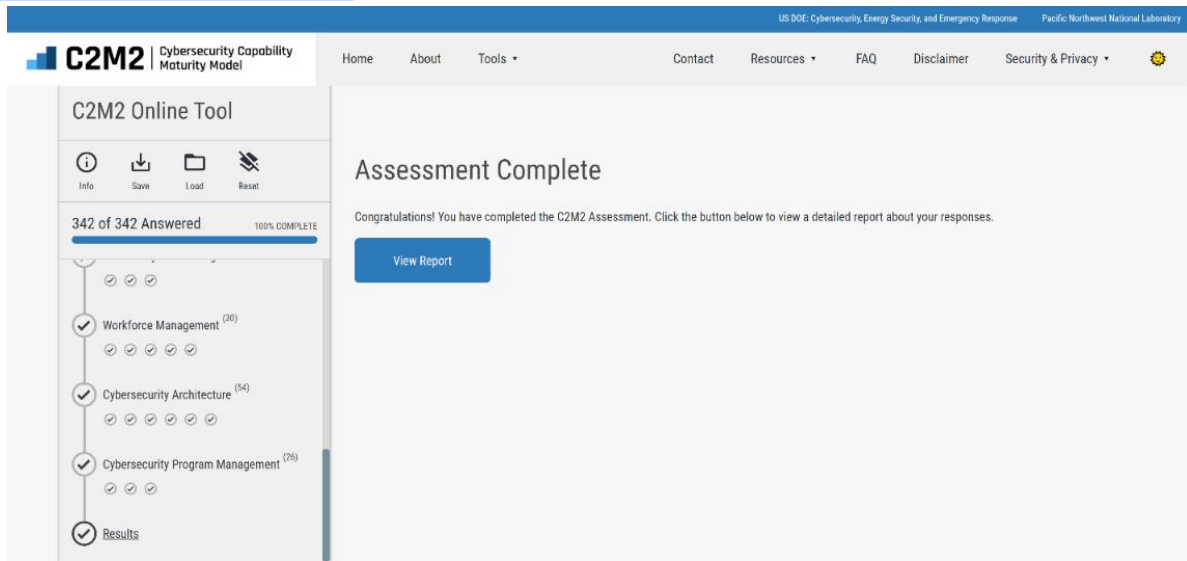 US DOE: Cybersecurity, Energy Security, and Emergency Response Pacific Northwest National Laboratory
C2M2 Cybersecurity Capability
Maturity Model
Home About Tools Contact Resources FAQ Disclaimer Security & Privacy
C2M2 Online Tool
Info Save Load Reset
342 of 342 Answered 100% COMPLETE
Workforce Management (30)
Cybersecurity Architecture (54)
Cybersecurity Program Management (26)
Results
Assessment Complete
Congratulations! You have completed the C2M2 Assessment. Click the button below to view a detailed report about your responses.
View Report